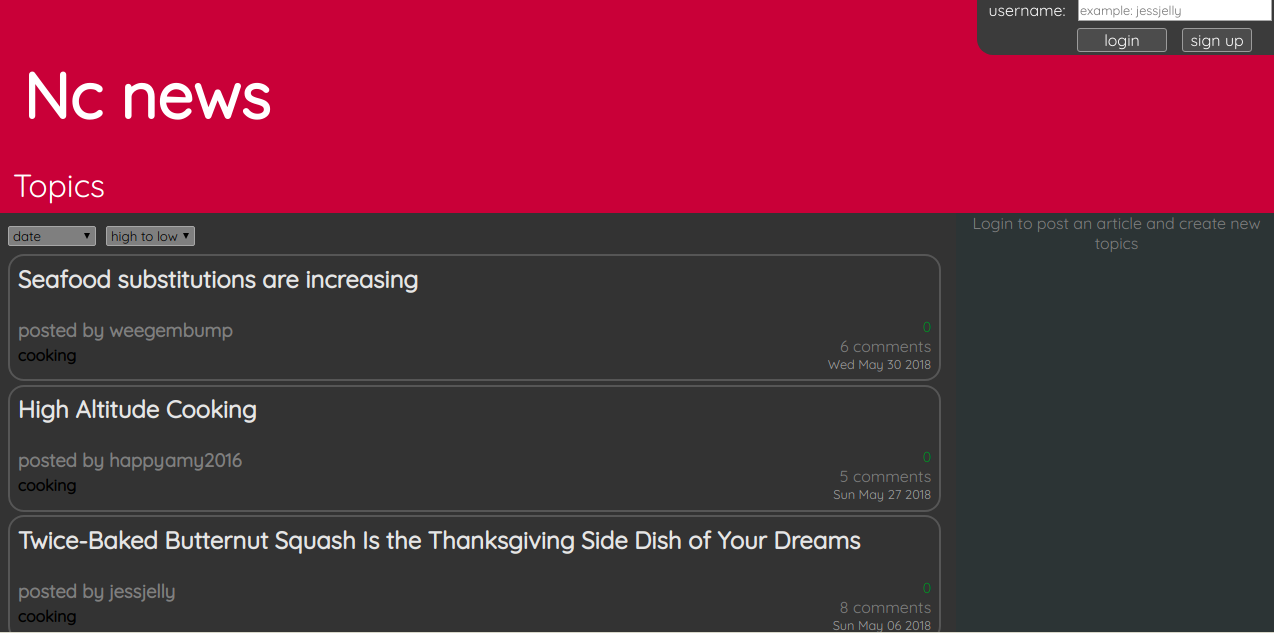 username: example: jessjelly
login sign up
Nc news
Topics
date high to low
Login to post an article and create new
topics
Seafood substitutions are increasing
posted by weegembump
cooking
0
6 comments
Wed May 30 2018
High Altitude Cooking
posted by happyamy2016
cooking
0
5 comments
Sun May 27 2018
Twice-Baked Butternut Squash Is the Thanksgiving Side Dish of Your Dreams
posted by jessjelly
cooking
0
8 comments
Sun May 06 2018